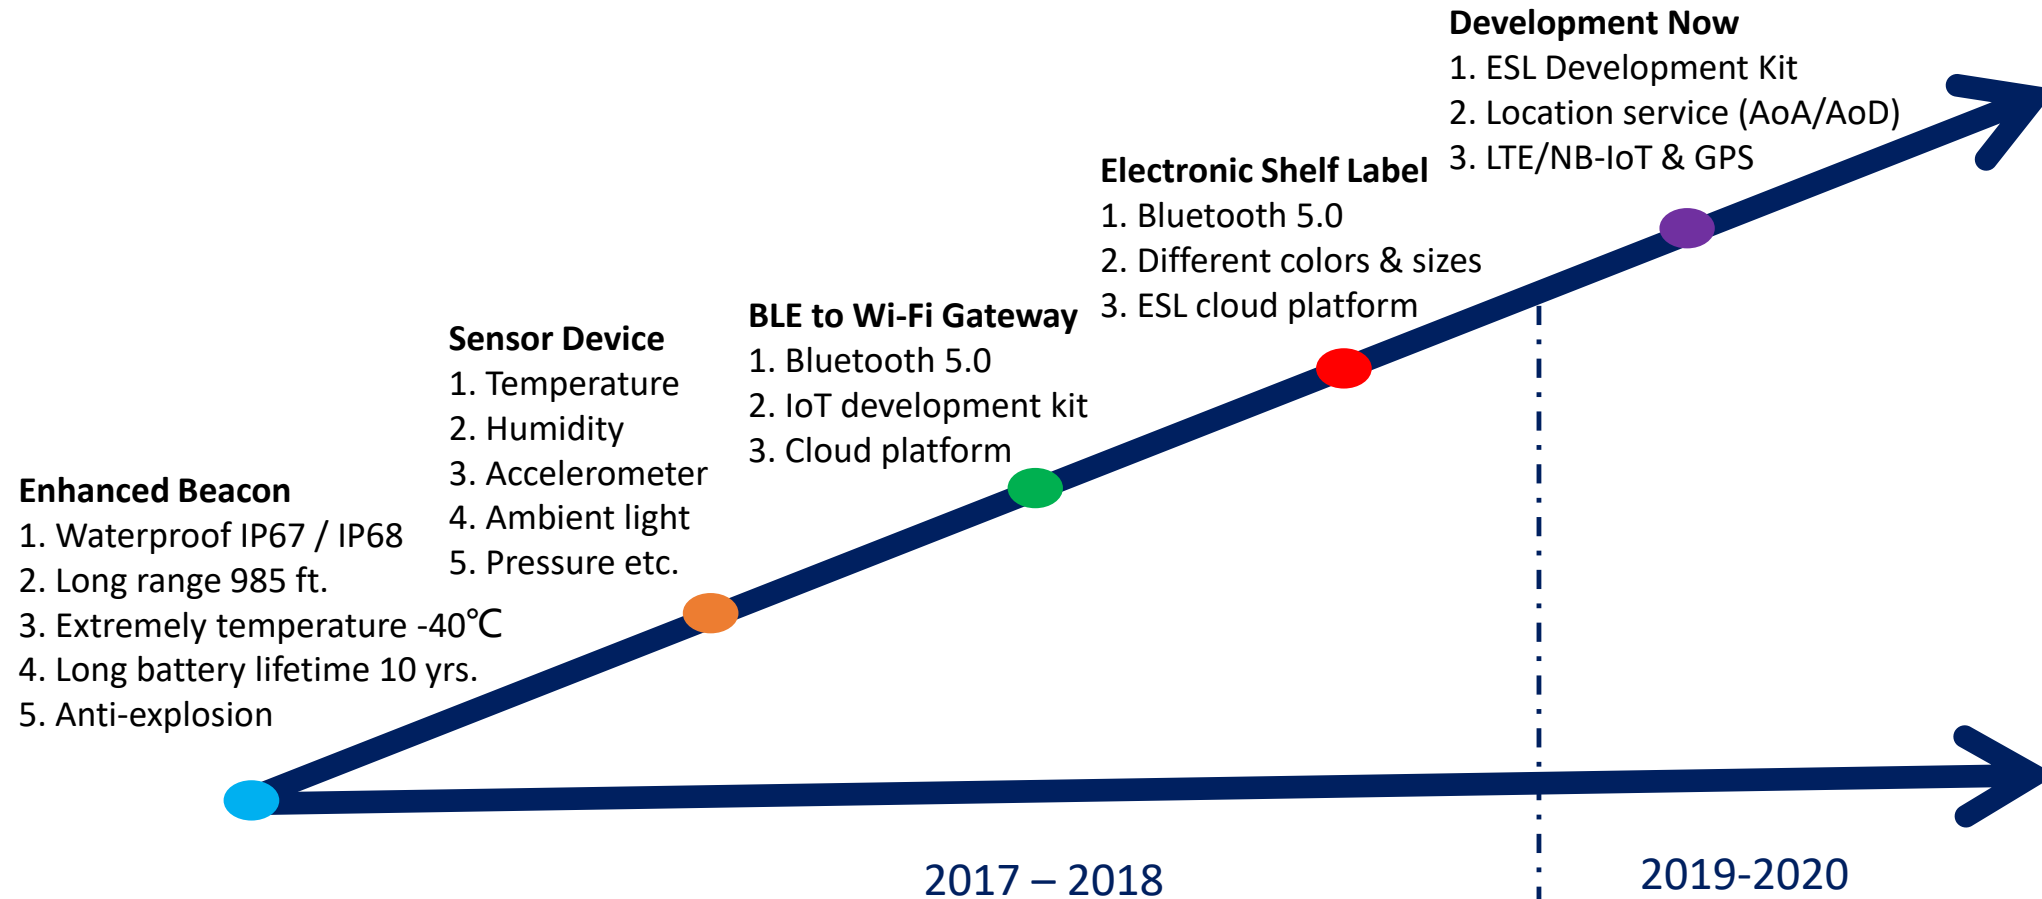 Development Now
1. ESL Development Kit
2. Location service (AoA/AoD)
3. LTE/NB-IoT & GPS
Electronic Shelf Label
1. Bluetooth 5.0
2. Different colors & sizes
3. ESL cloud platform
BLE to Wi-Fi Gateway
1. Bluetooth 5.0
2. IoT development kit
3. Cloud platform
Sensor Device
1. Temperature
2. Humidity
3. Accelerometer
4. Ambient light
5. Pressure etc.
Enhanced Beacon
1. Waterproof IP67 / IP68
2. Long range 985 ft.
3. Extremely temperature -40℃
4. Long battery lifetime 10 yrs.
5. Anti-explosion
2017 – 2018
2019-2020